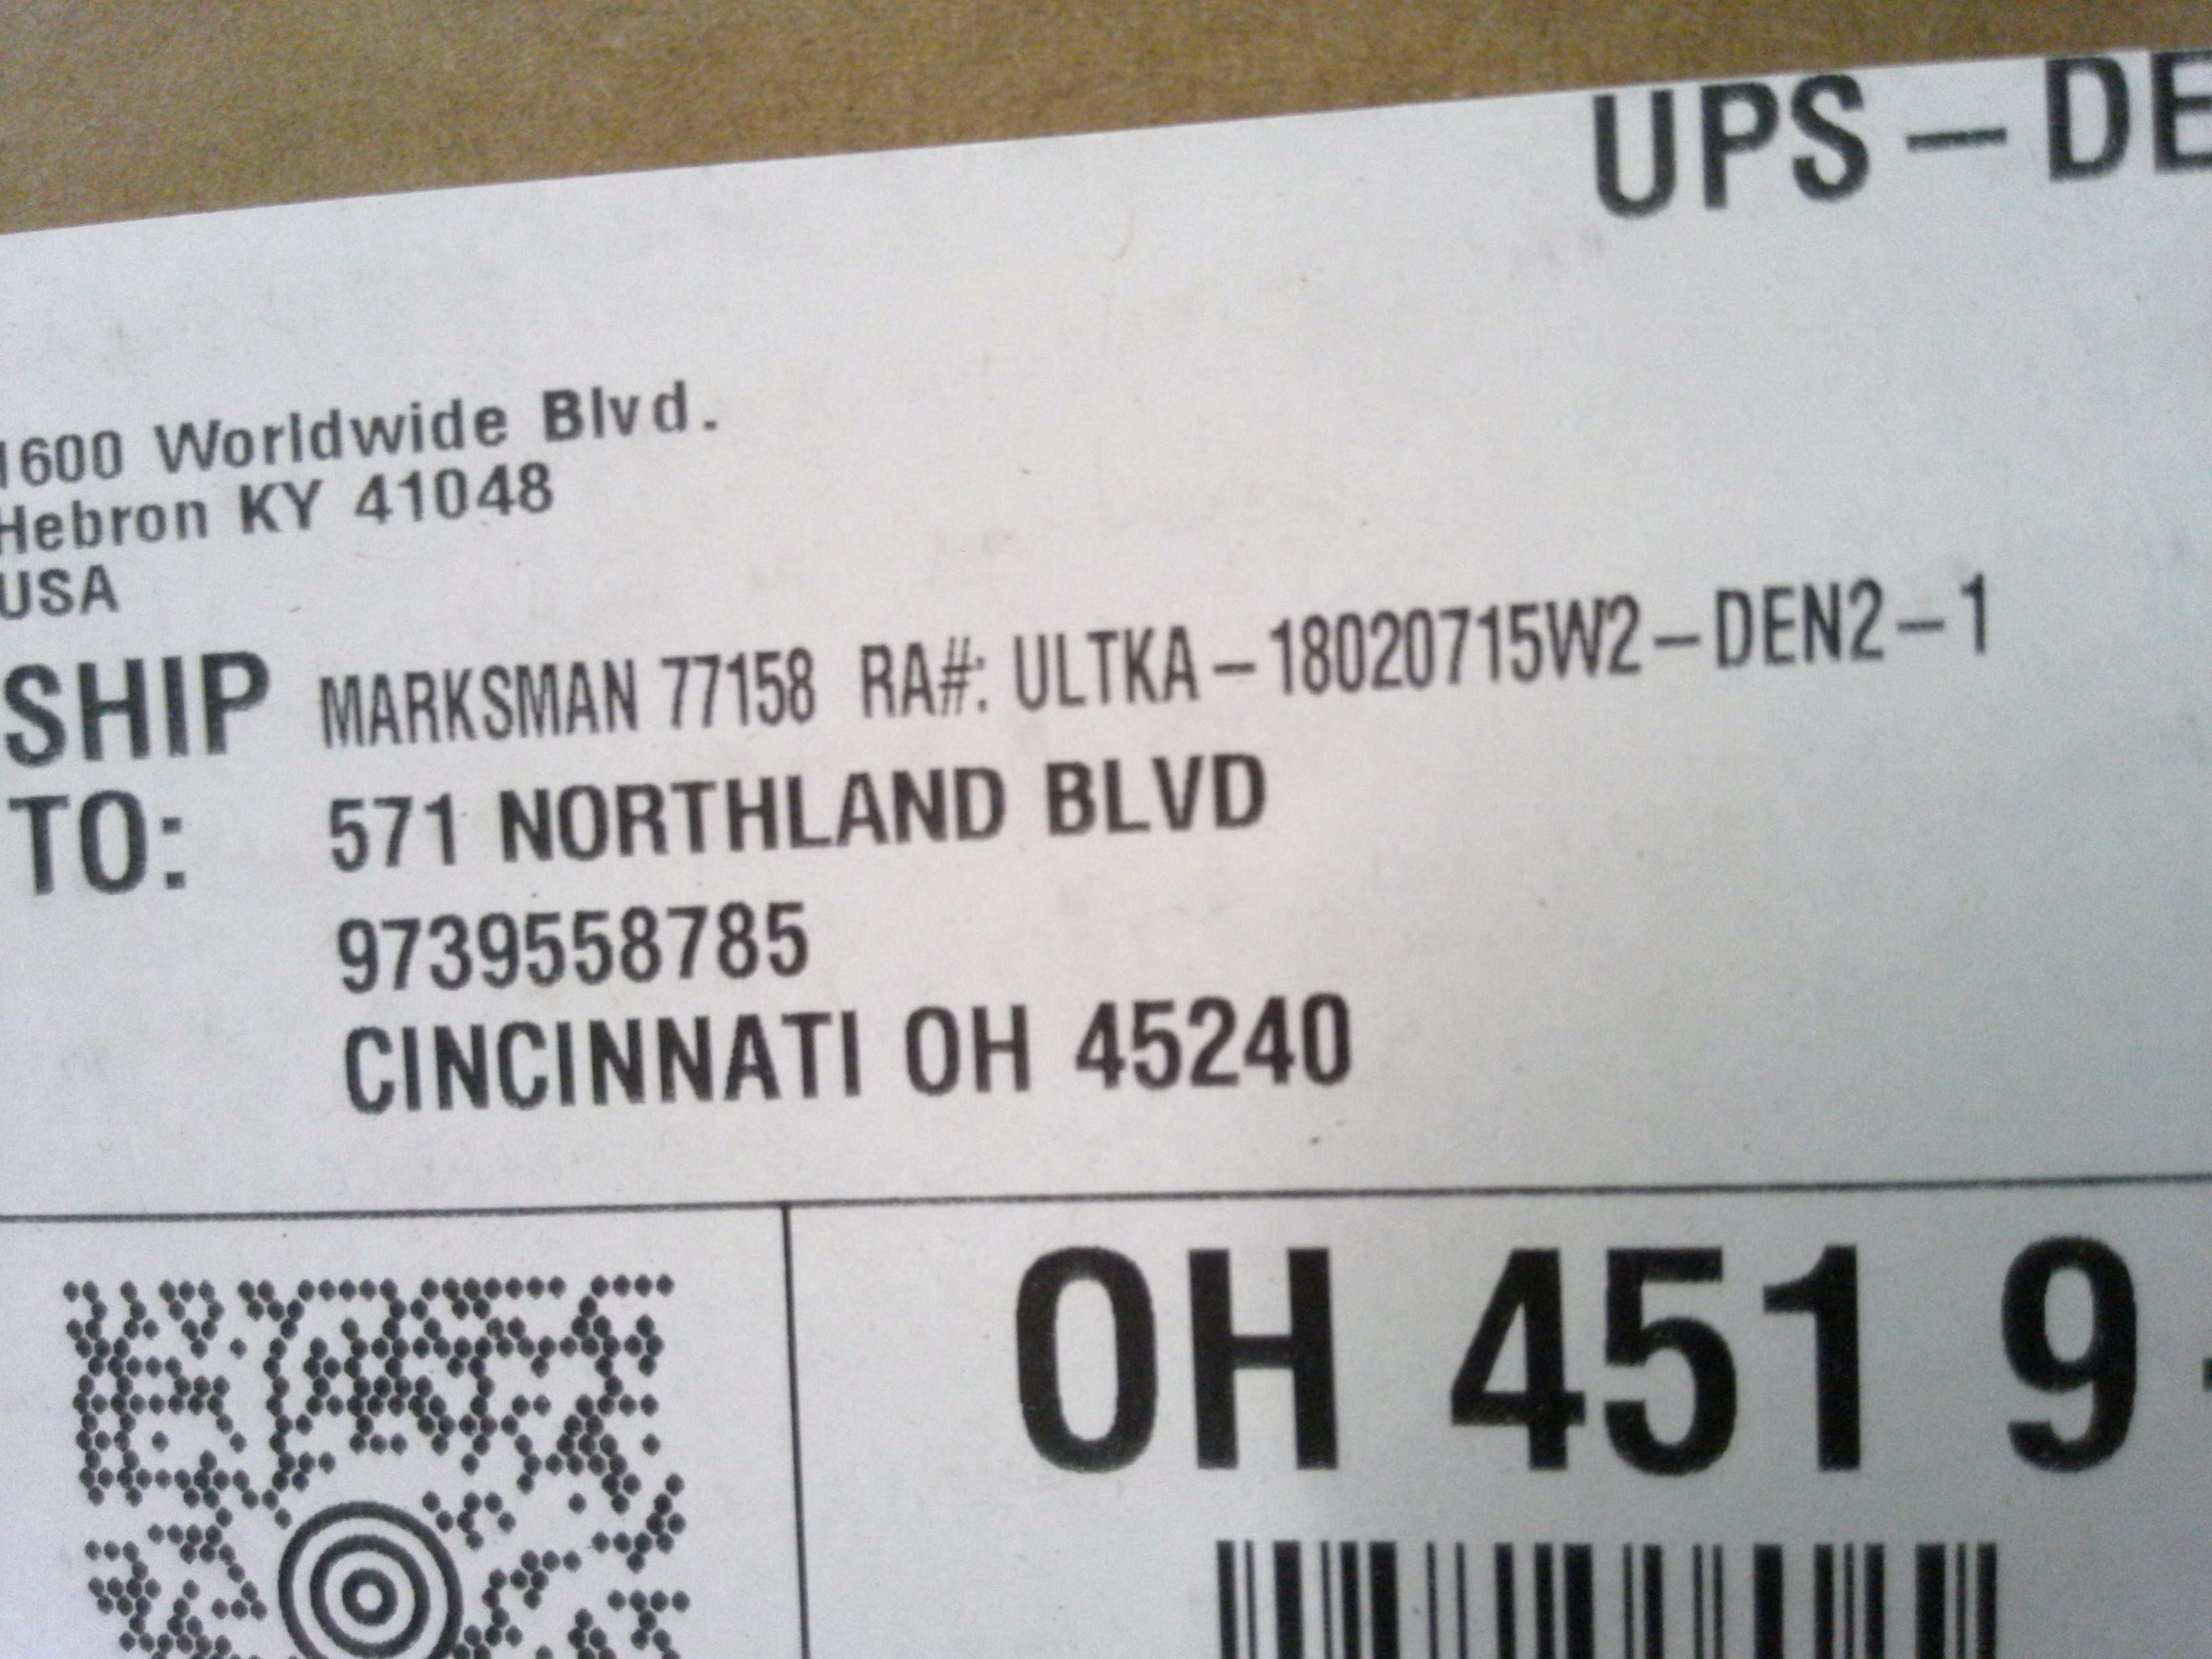 UPS – DE
1600 Worldwide Blvd.
Hebron KY 41048
USA
SHIP TO:
MARKSMAN 77158 RA#: ULTKA – 18020715W2 – DEN2 – 1
571 NORTHLAND BLVD
9739558785
CINCINNATI OH 45240
OH 451 9